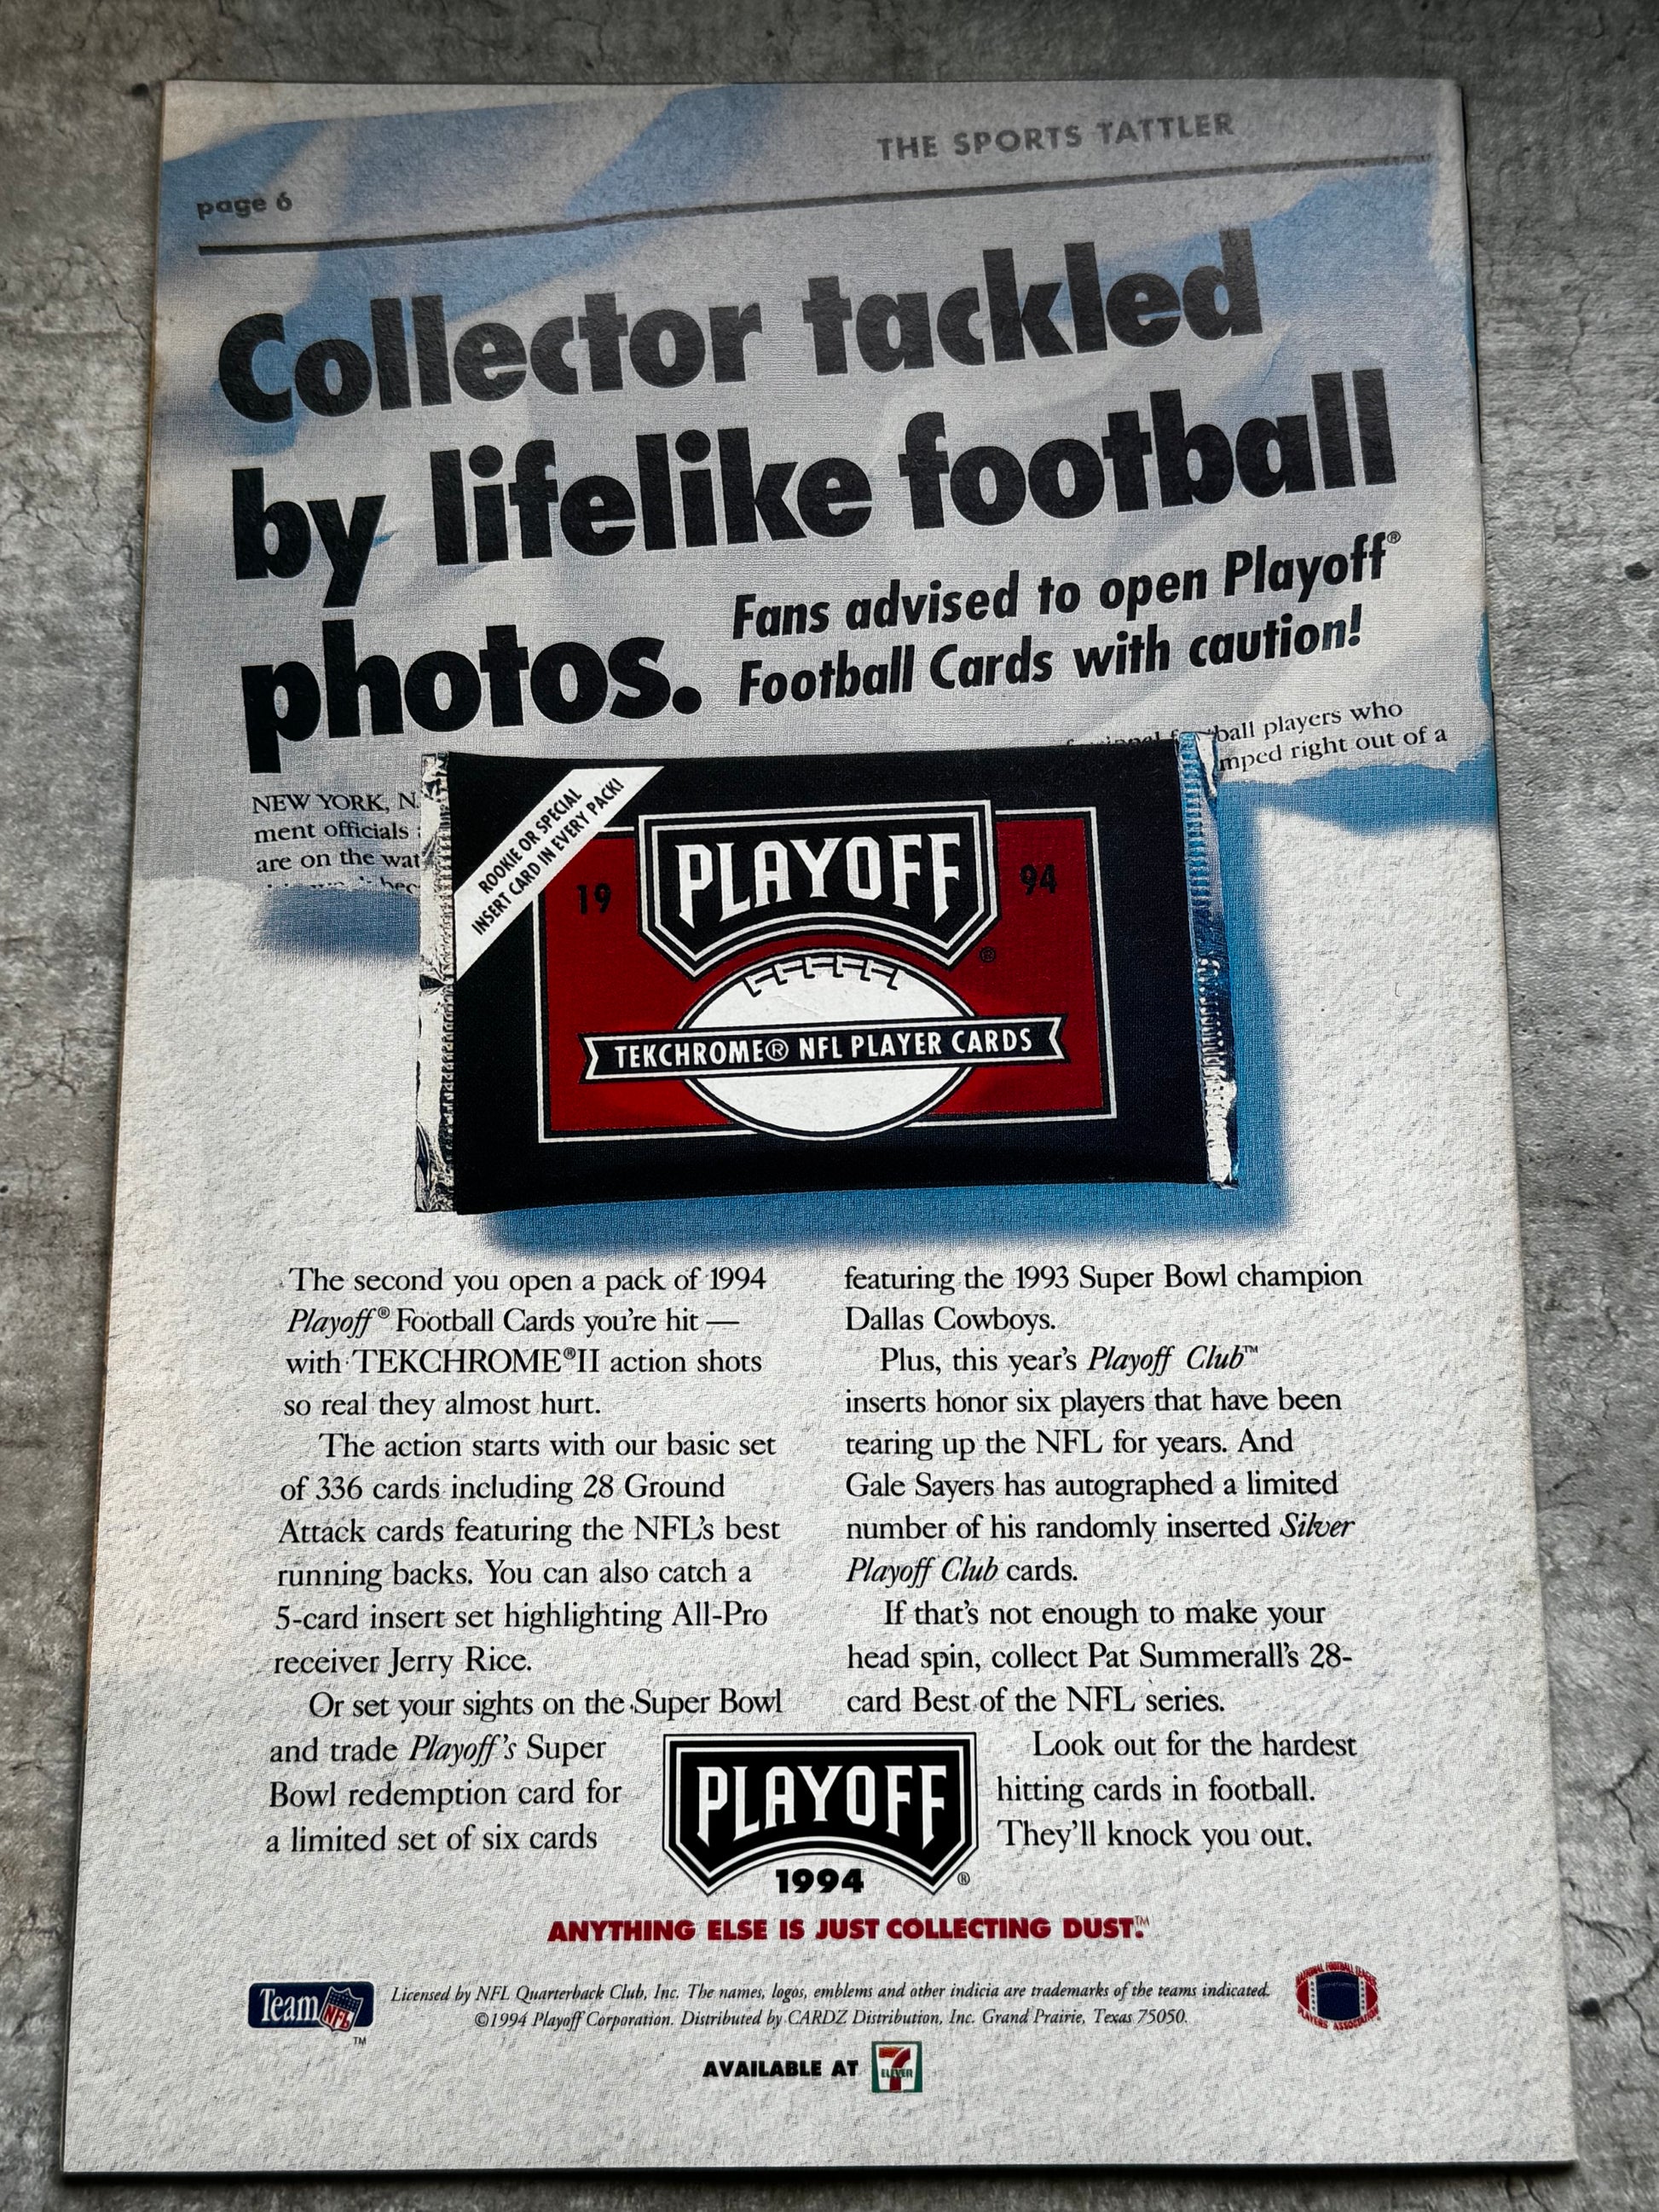 THE SPORTS TATTLER
page 6
Collector tackled
by lifelike football
photos.
Fans advised to open Playoff®
Football Cards with caution!
ball players who
mped right out of a
NEW YORK, N.
ment officials
are on the wat
ROOKIE OR SPECIAL
INSERT CARD IN EVERY PACK!
19 PLAYOFF 94
®
TEKCHROME® NFL PLAYER CARDS
The second you open a pack of 1994
Playoff® Football Cards you're hit —
with TEKCHROME®II action shots
so real they almost hurt.
The action starts with our basic set
of 336 cards including 28 Ground
Attack cards featuring the NFL's best
running backs. You can also catch a
5-card insert set highlighting All-Pro
receiver Jerry Rice.
Or set your sights on the Super Bowl
and trade Playoff's Super
Bowl redemption card for
a limited set of six cards
featuring the 1993 Super Bowl champion
Dallas Cowboys.
Plus, this year's Playoff Club™
inserts honor six players that have been
tearing up the NFL for years. And
Gale Sayers has autographed a limited
number of his randomly inserted Silver
Playoff Club cards.
If that's not enough to make your
head spin, collect Pat Summerall's 28-
card Best of the NFL series.
Look out for the hardest
hitting cards in football.
They'll knock you out.
PLAYOFF
1994 ®
ANYTHING ELSE IS JUST COLLECTING DUST.™
Team NFL ™
Licensed by NFL Quarterback Club, Inc. The names, logos, emblems and other indicia are trademarks of the teams indicated.
©1994 Playoff Corporation. Distributed by CARDZ Distribution, Inc. Grand Prairie, Texas 75050.
NATIONAL FOOTBALL LEAGUE
PLAYERS ASSOCIATION
AVAILABLE AT 7 ELEVEN